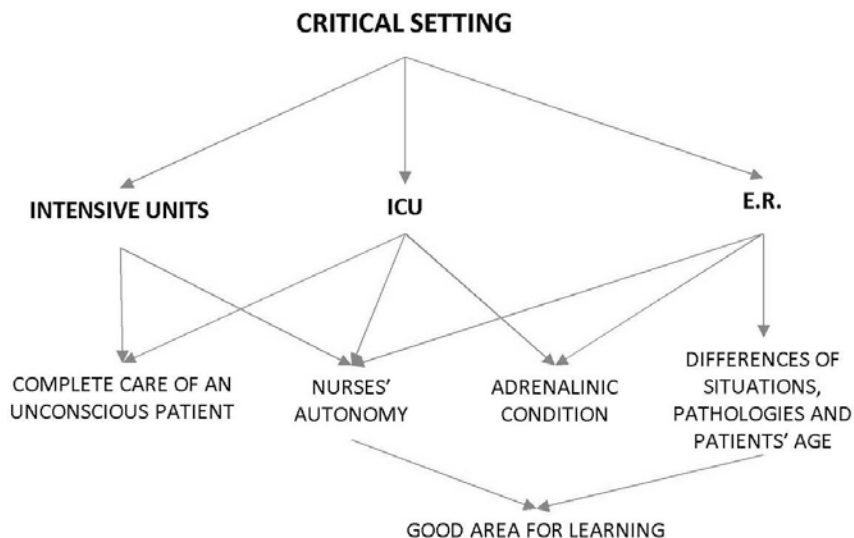 CRITICAL SETTING
INTENSIVE UNITS
ICU
E.R.
COMPLETE CARE OF AN
UNCONSCIOUS PATIENT
NURSES’
AUTONOMY
ADRENALINIC
CONDITION
DIFFERENCES OF
SITUATIONS,
PATHOLOGIES AND
PATIENTS’ AGE
GOOD AREA FOR LEARNING